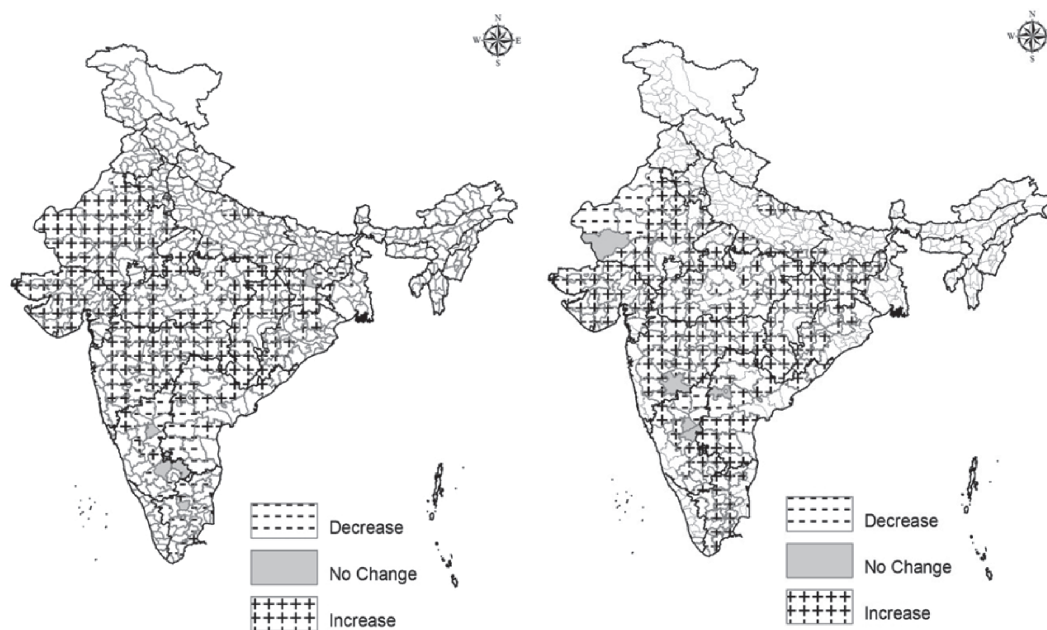 N
W E
S
N
W E
S
Decrease
No Change
Increase
Decrease
No Change
Increase